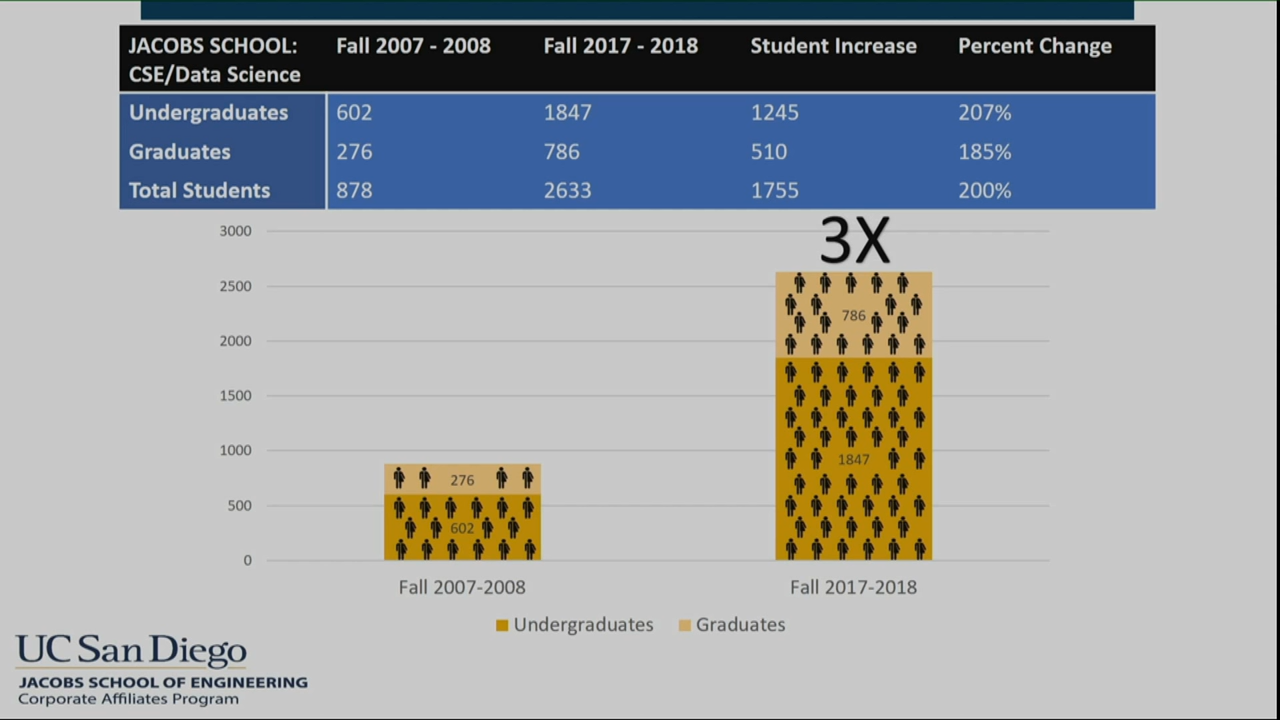 JACOBS SCHOOL: Fall 2007 - 2008 Fall 2017 - 2018 Student Increase Percent Change
CSE/Data Science
Undergraduates 602 1847 1245 207%
Graduates 276 786 510 185%
Total Students 878 2633 1755 200%
3X
3000
2500
2000
1500
1000
500
0
786
1847
276
602
Fall 2007-2008 Fall 2017-2018
Undergraduates Graduates
UC San Diego
JACOBS SCHOOL OF ENGINEERING
Corporate Affiliates Program